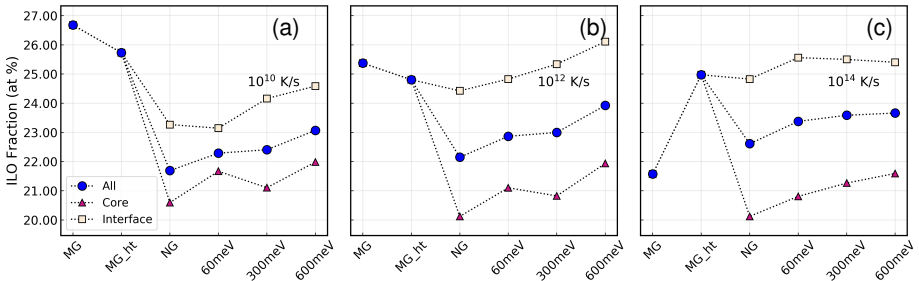 27.00
26.00
25.00
24.00
23.00
22.00
21.00
20.00
ILO Fraction (at %)
(a)
10¹⁰ K/s
All
Core
Interface
MG
MG_ht
NG
60meV
300meV
600meV
(b)
10¹² K/s
MG
MG_ht
NG
60meV
300meV
600meV
(c)
10¹⁴ K/s
MG
MG_ht
NG
60meV
300meV
600meV